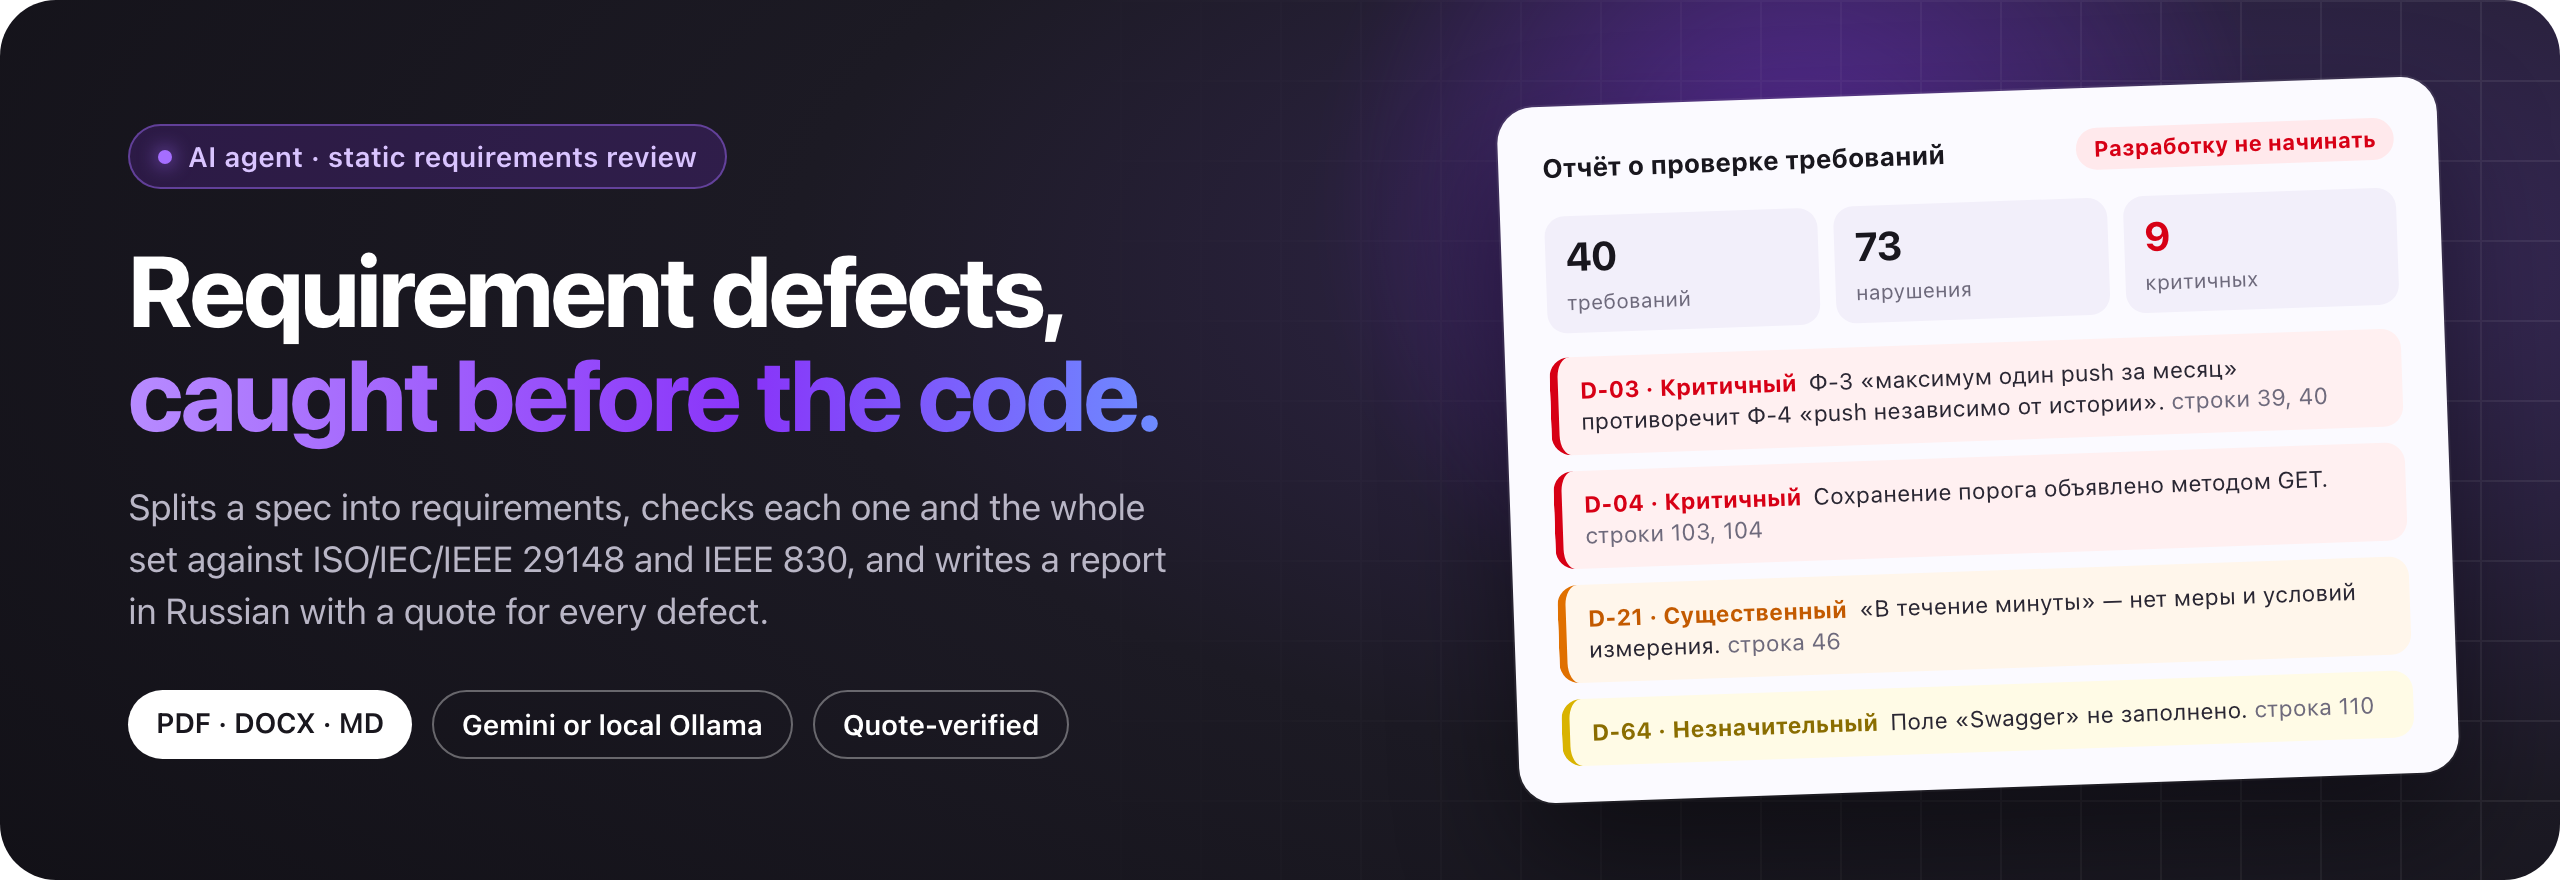 AI agent · static requirements review
Requirement defects,
caught before the code.
Splits a spec into requirements, checks each one and the whole
set against ISO/IEC/IEEE 29148 and IEEE 830, and writes a report
in Russian with a quote for every defect.
PDF · DOCX · MD
Gemini or local Ollama
Quote-verified
Отчёт о проверке требований
Разработку не начинать
40
требований
73
нарушения
9
критичных
D-03 · Критичный Ф-3 «максимум один push за месяц»
противоречит Ф-4 «push независимо от истории». строки 39, 40
D-04 · Критичный Сохранение порога объявлено методом GET.
строки 103, 104
D-21 · Существенный «В течение минуты» — нет меры и условий
измерения. строка 46
D-64 · Незначительный Поле «Swagger» не заполнено. строка 110